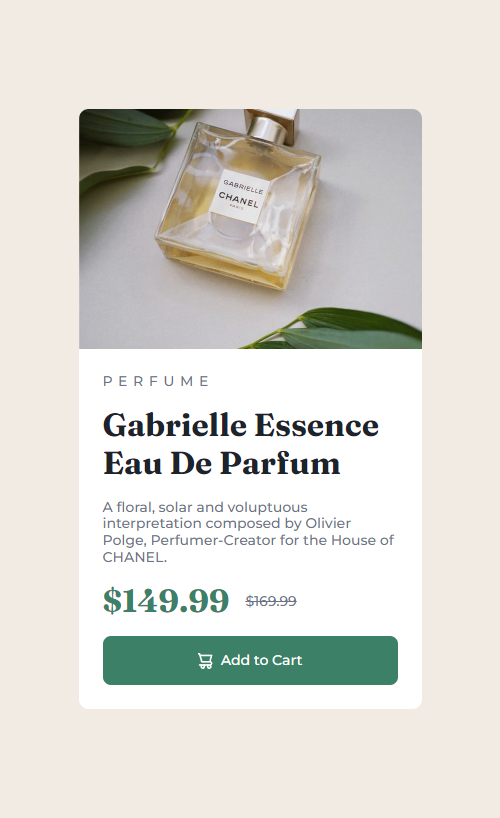 GABRIELLE
CHANEL
PARIS
PERFUME
Gabrielle Essence
Eau De Parfum
A floral, solar and voluptuous
interpretation composed by Olivier
Polge, Perfumer-Creator for the House of
CHANEL.
$149.99 $169.99
Add to Cart